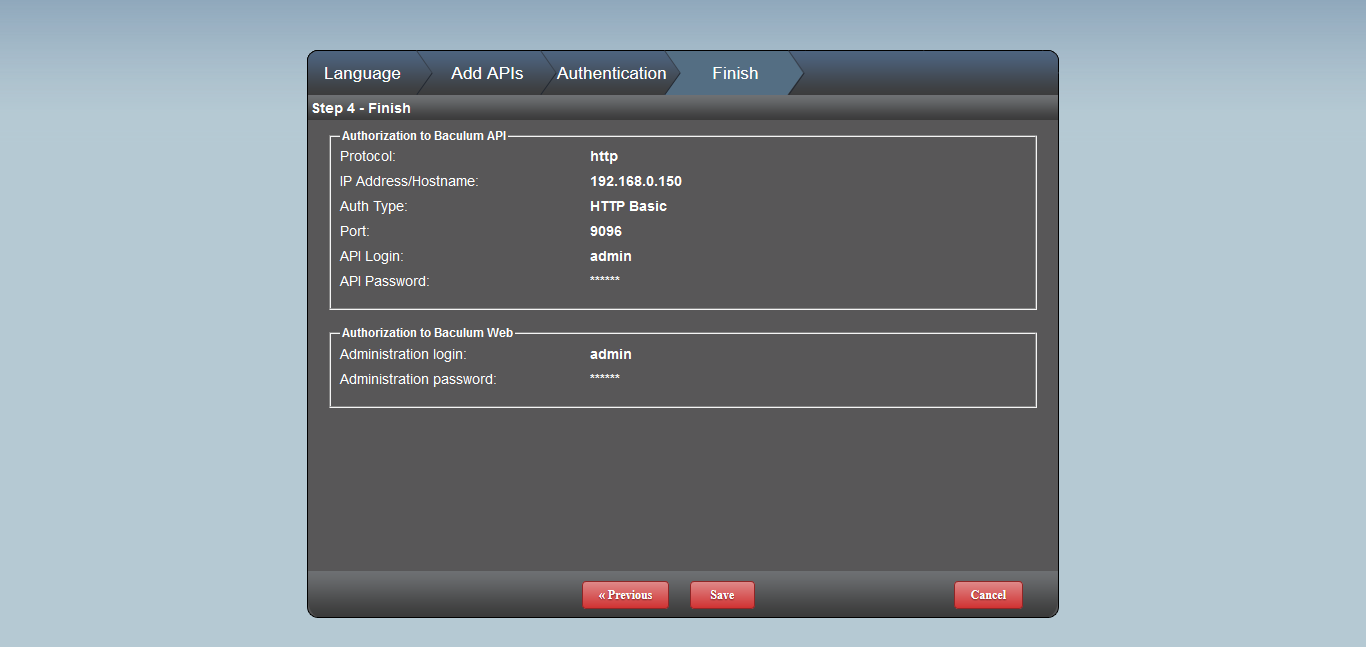 Language Add APIs Authentication Finish
Step 4 - Finish
Authorization to Baculum API
Protocol: http
IP Address/Hostname: 192.168.0.150
Auth Type: HTTP Basic
Port: 9096
API Login: admin
API Password: ******
Authorization to Baculum Web
Administration login: admin
Administration password: ******
« Previous Save Cancel